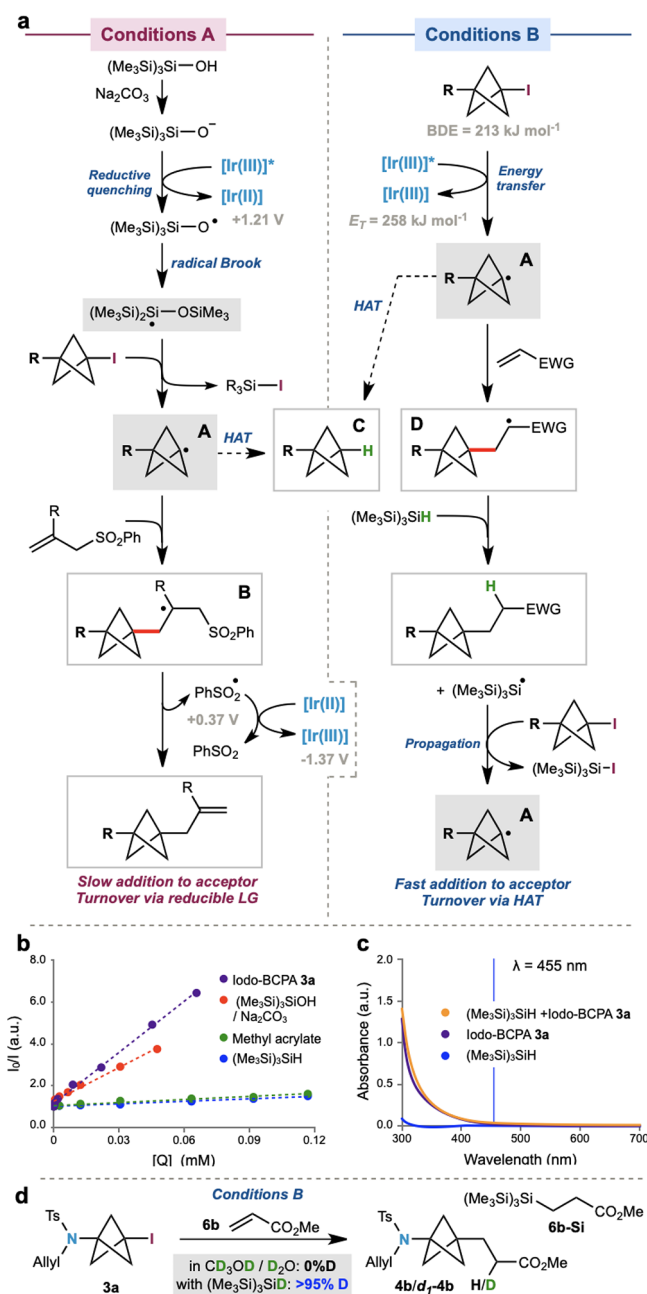 a
Conditions A
Conditions B
(Me3Si)3Si—OH
Na2CO3
(Me3Si)3Si—O–
Reductive
quenching
[Ir(III)]*
[Ir(II)]
(Me3Si)3Si—O•
+1.21 V
radical Brook
(Me3Si)2Si—OSiMe3
R
I
R3Si—I
A
R
HAT
C
R
H
R
SO2Ph
B
R
R
SO2Ph
PhSO2•
+0.37 V
[Ir(II)]
[Ir(III)]
-1.37 V
PhSO2
R
R
Slow addition to acceptor
Turnover via reducible LG
R
I
BDE = 213 kJ mol-1
[Ir(III)]*
[Ir(III)]
Energy
transfer
ET = 258 kJ mol-1
A
R
HAT
EWG
D
R
EWG
(Me3Si)3SiH
H
R
EWG
+ (Me3Si)3Si•
R
I
Propagation
(Me3Si)3Si-I
A
R
Fast addition to acceptor
Turnover via HAT
b
I0/I (a.u.)
8.0
6.0
4.0
2.0
0.0
0
0.03
0.06
0.09
0.12
[Q] (mM)
Iodo-BCPA 3a
(Me3Si)3SiOH
/ Na2CO3
Methyl acrylate
(Me3Si)3SiH
c
Absorbance (a.u.)
2.0
1.5
1.0
0.5
0.0
300
400
500
600
700
Wavelength (nm)
λ = 455 nm
(Me3Si)3SiH +Iodo-BCPA 3a
Iodo-BCPA 3a
(Me3Si)3SiH
d
Conditions B
Ts
N
I
Allyl
3a
6b
CO2Me
in CD3OD / D2O: 0%D
with (Me3Si)3SiD: >95% D
(Me3Si)3Si
CO2Me
6b-Si
Ts
N
Allyl
CO2Me
H/D
4b/d1-4b